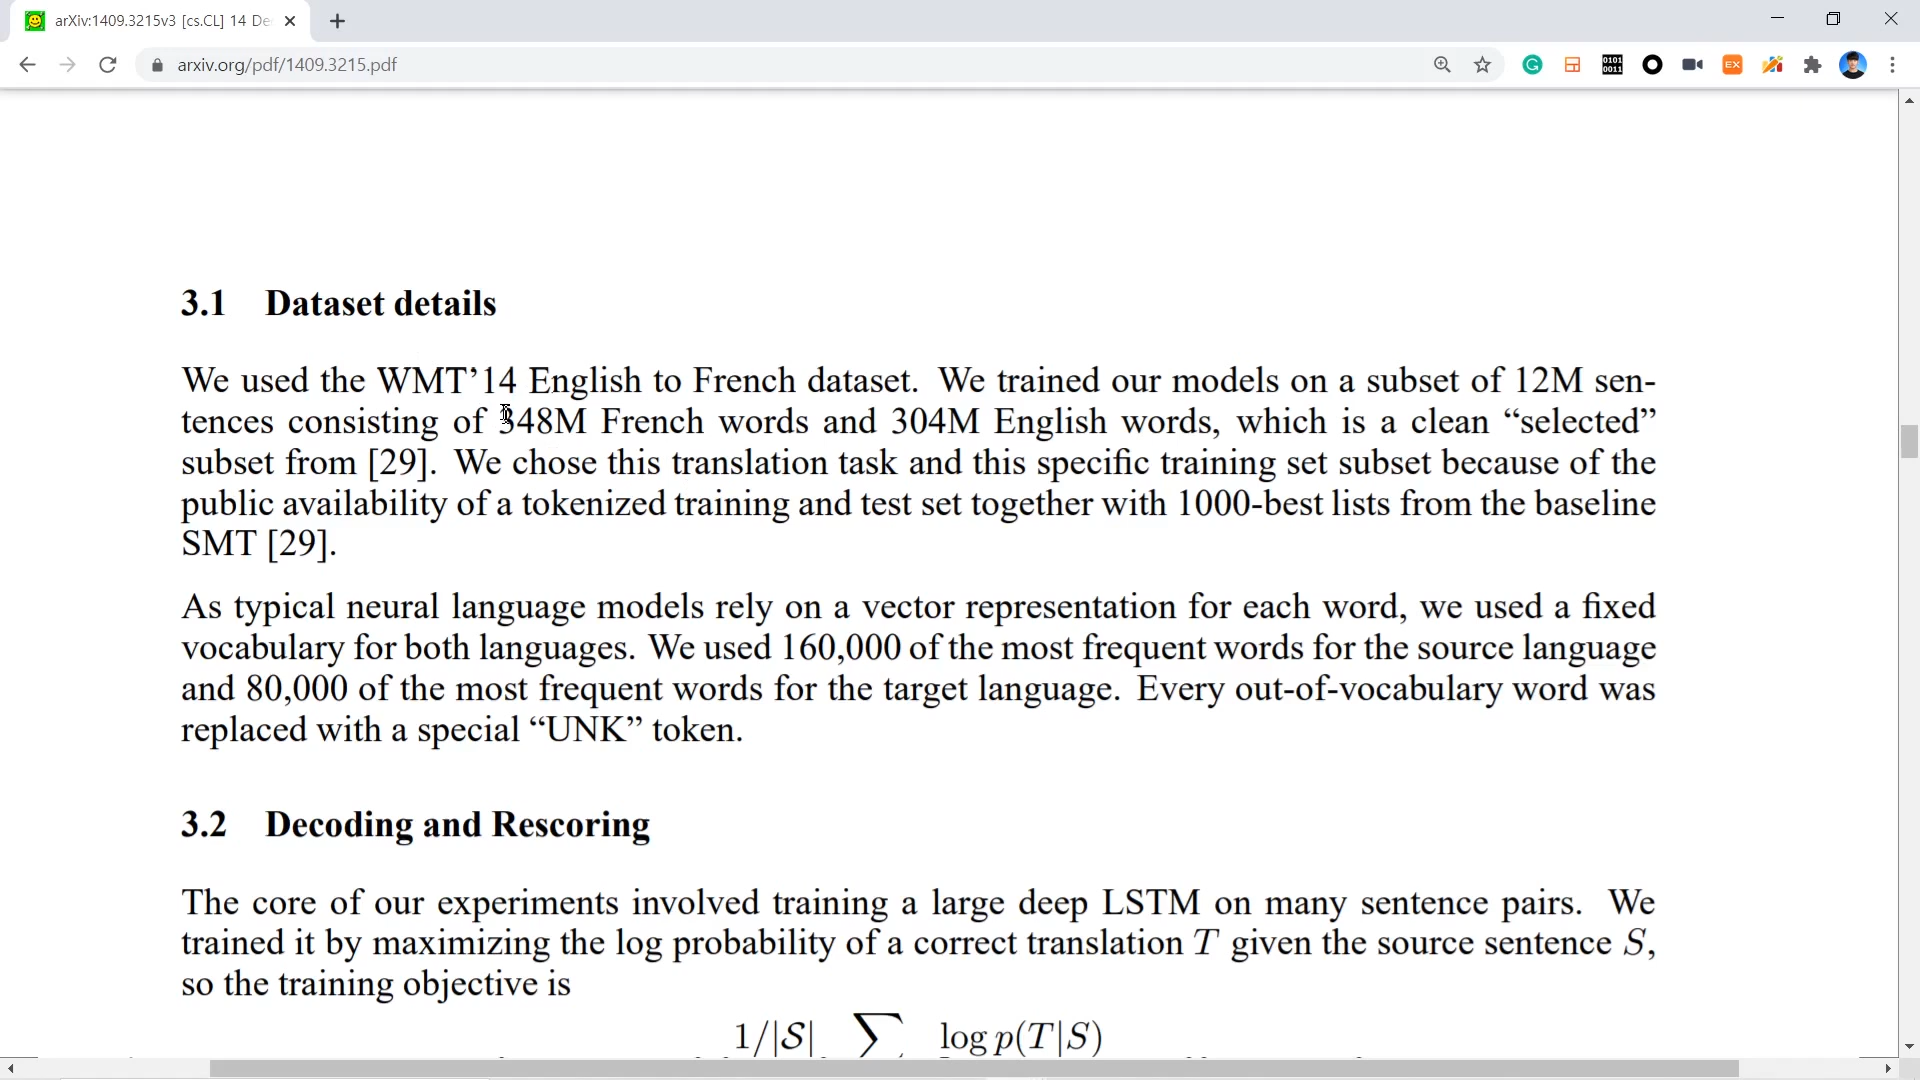 arXiv:1409.3215v3 [cs.CL] 14 De
arxiv.org/pdf/1409.3215.pdf
0101
0011
EX
3.1 Dataset details
We used the WMT’14 English to French dataset. We trained our models on a subset of 12M sen-
tences consisting of 348M French words and 304M English words, which is a clean “selected”
subset from [29]. We chose this translation task and this specific training set subset because of the
public availability of a tokenized training and test set together with 1000-best lists from the baseline
SMT [29].
As typical neural language models rely on a vector representation for each word, we used a fixed
vocabulary for both languages. We used 160,000 of the most frequent words for the source language
and 80,000 of the most frequent words for the target language. Every out-of-vocabulary word was
replaced with a special “UNK” token.
3.2 Decoding and Rescoring
The core of our experiments involved training a large deep LSTM on many sentence pairs. We
trained it by maximizing the log probability of a correct translation T given the source sentence S,
so the training objective is
1/|S| ∑ log p(T|S)